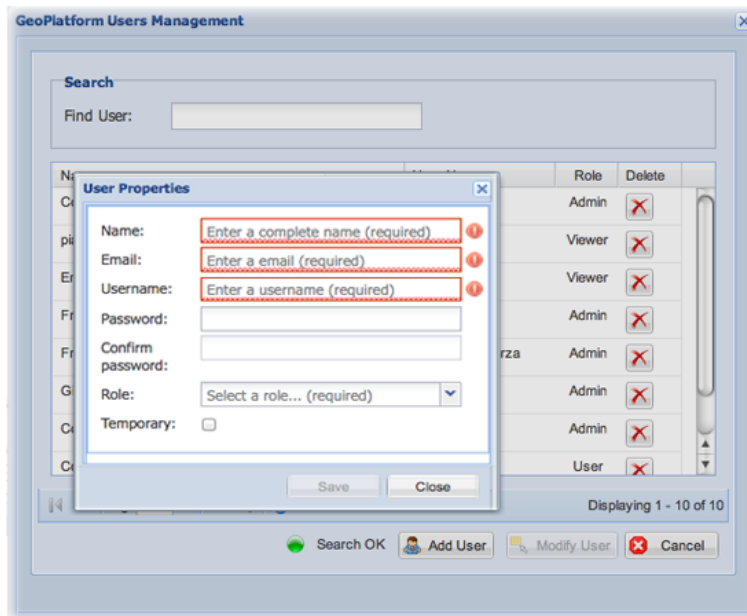 GeoPlatform Users Management
Search
Find User:
Role Delete
Admin
Viewer
Viewer
Admin
rza Admin
Admin
Admin
User
User Properties
Name: Enter a complete name (required)
Email: Enter a email (required)
Username: Enter a username (required)
Password:
Confirm
password:
Role: Select a role... (required)
Temporary:
Save Close
Displaying 1 - 10 of 10
Search OK Add User Modify User Cancel